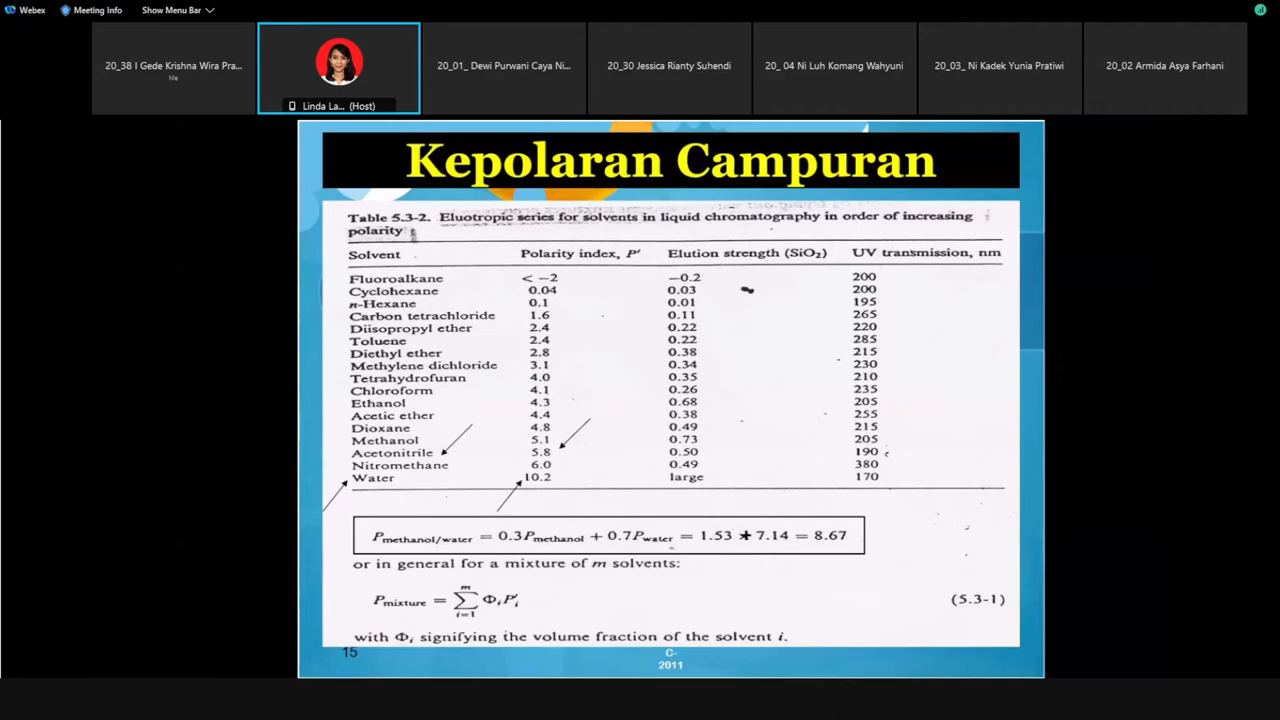 Webex Meeting Info Show Menu Bar
20_38 I Gede Krishna Wira Pra...
Me
Linda La... (Host)
20_01_ Dewi Purwani Caya Ni...
20_30 Jessica Rianty Suhendi
20_ 04 Ni Luh Komang Wahyuni
20_03_ Ni Kadek Yunia Pratiwi
20_02 Armida Asya Farhani
Kepolaran Campuran
Table 5.3-2. Eluotropic series for solvents in liquid chromatography in order of increasing
polarity
Solvent Polarity index, P′ Elution strength (SiO₂) UV transmission, nm
Fluoroalkane < −2 −0.2 200
Cyclohexane 0.04 0.03 200
n-Hexane 0.1 0.01 195
Carbon tetrachloride 1.6 0.11 265
Diisopropyl ether 2.4 0.22 220
Toluene 2.4 0.22 285
Diethyl ether 2.8 0.38 215
Methylene dichloride 3.1 0.34 230
Tetrahydrofuran 4.0 0.35 210
Chloroform 4.1 0.26 235
Ethanol 4.3 0.68 205
Acetic ether 4.4 0.38 255
Dioxane 4.8 0.49 215
Methanol 5.1 0.73 205
Acetonitrile 5.8 0.50 190
Nitromethane 6.0 0.49 380
Water 10.2 large 170
Pmethanol/water = 0.3Pmethanol + 0.7Pwater = 1.53 + 7.14 = 8.67
or in general for a mixture of m solvents:
Pmixture = m∑i=1 ΦᵢP′ᵢ (5.3-1)
with Φᵢ signifying the volume fraction of the solvent i.
15
C-
2011